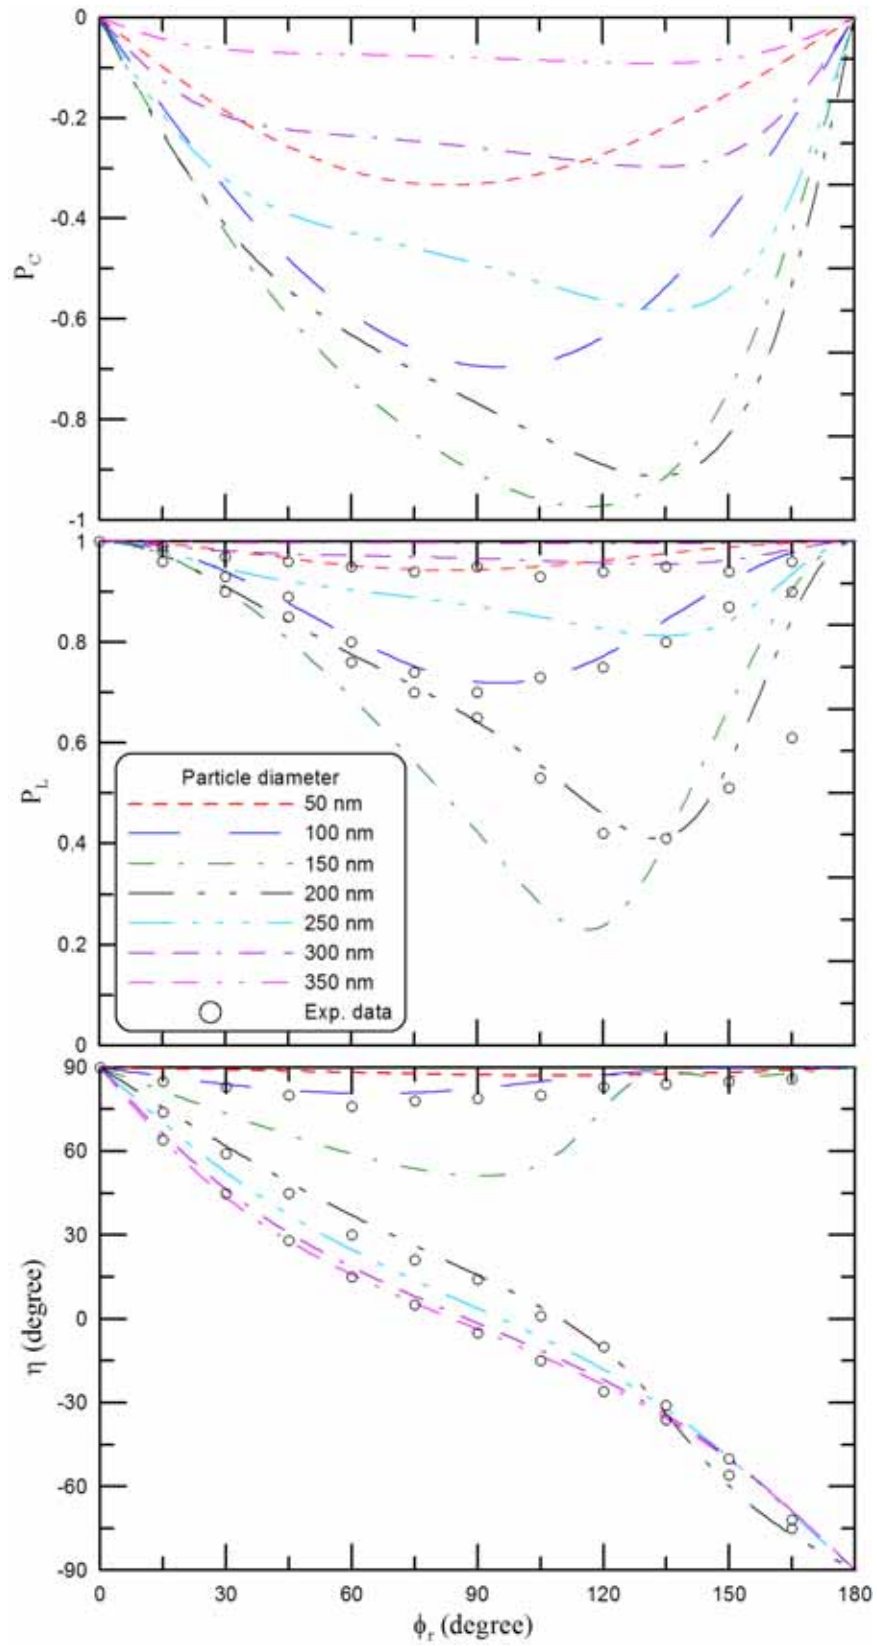 0
-0.2
-0.4
-0.6
-0.8
-1
P_C
1
0.8
0.6
0.4
0.2
0
P_L
Particle diameter
50 nm
100 nm
150 nm
200 nm
250 nm
300 nm
350 nm
Exp. data
90
60
30
0
-30
-60
-90
η (degree)
0 30 60 90 120 150 180
ϕ_r (degree)